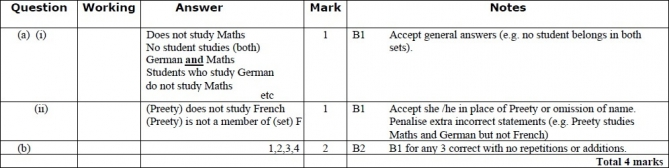 Question Working Answer Mark Notes
(a) (i) Does not study Maths 1 B1 Accept general answers (e.g. no student belongs in both
No student studies (both) sets).
German and Maths
Students who study German
do not study Maths
etc
(ii) (Preety) does not study French 1 B1 Accept she /he in place of Preety or omission of name.
(Preety) is not a member of (set) F Penalise extra incorrect statements (e.g. Preety studies
Maths and German but not French)
(b) 1,2,3,4 2 B2 B1 for any 3 correct with no repetitions or additions.
Total 4 marks